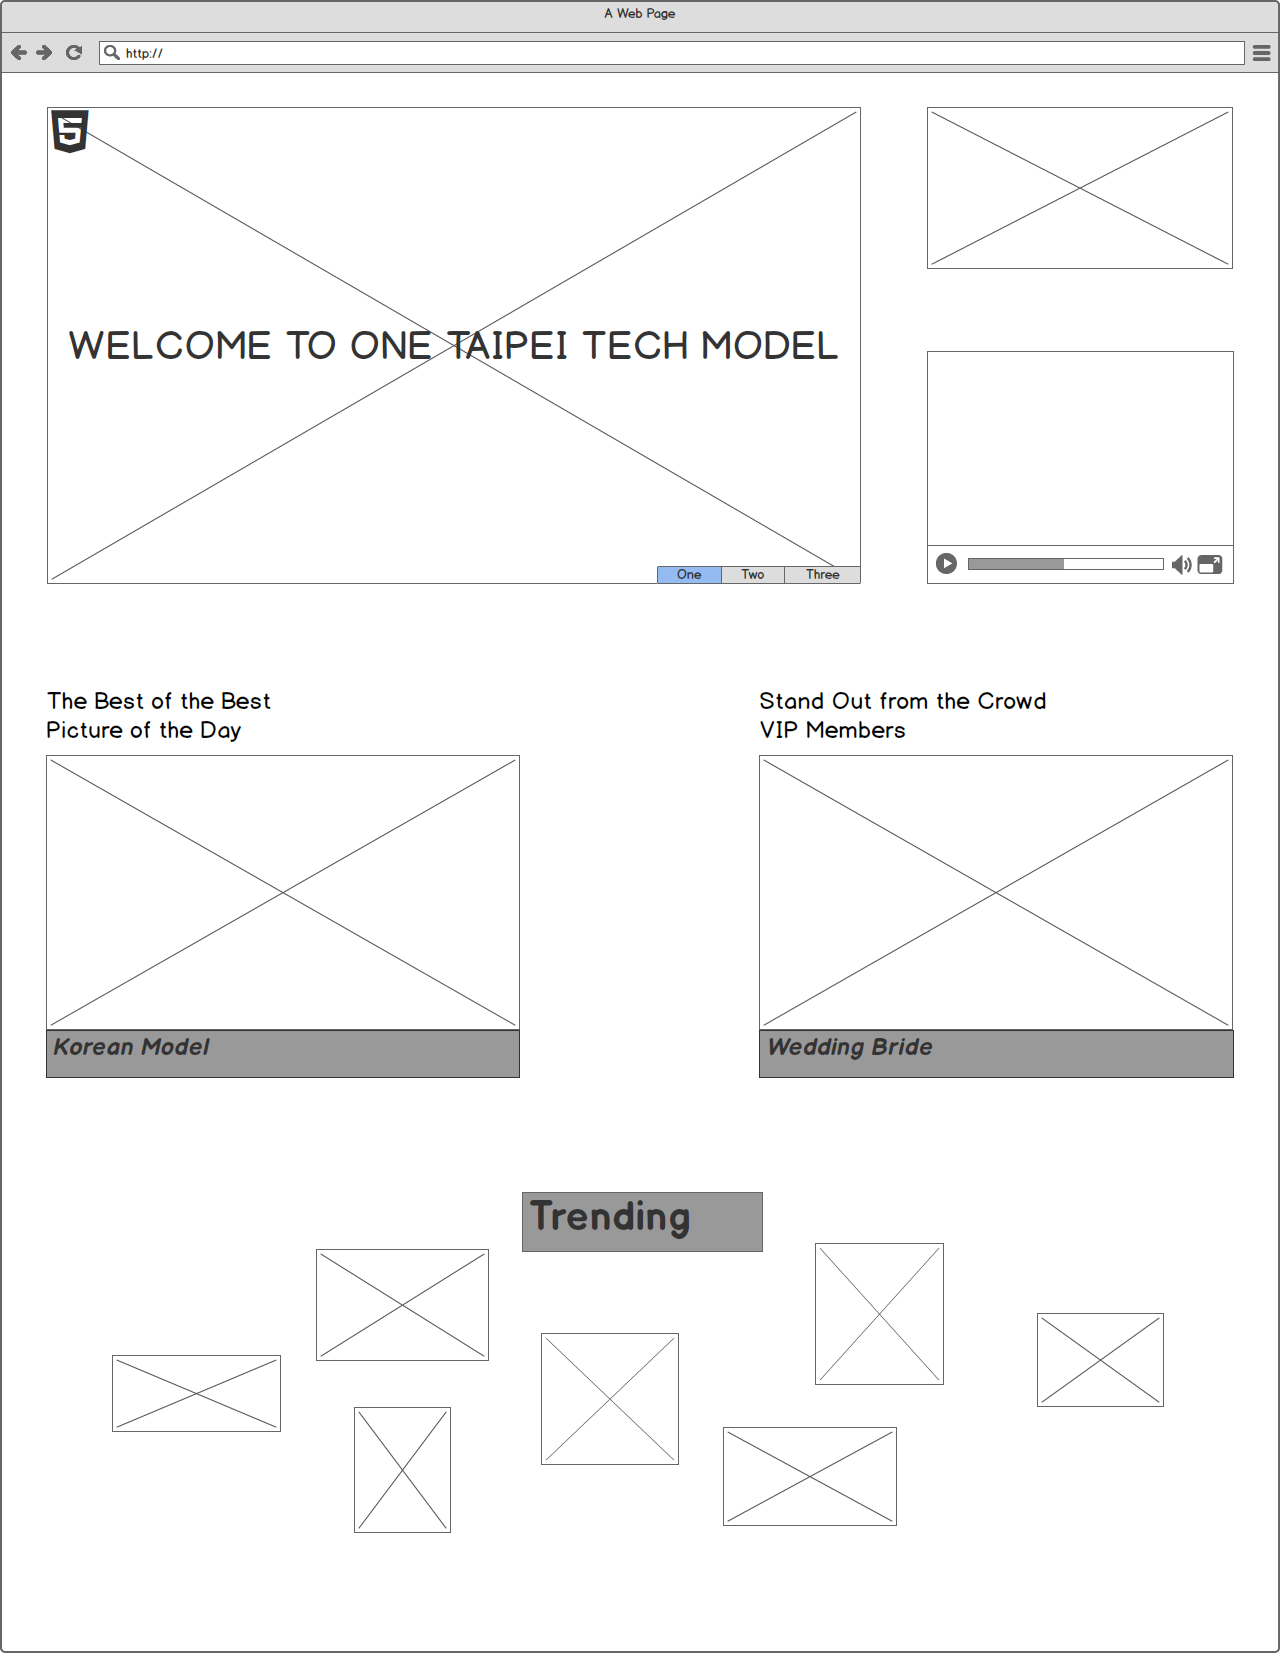 A Web Page
http://
5
WELCOME TO ONE TAIPEI TECH MODEL
One Two Three
The Best of the Best
Picture of the Day
Stand Out from the Crowd
VIP Members
Korean Model
Wedding Bride
Trending